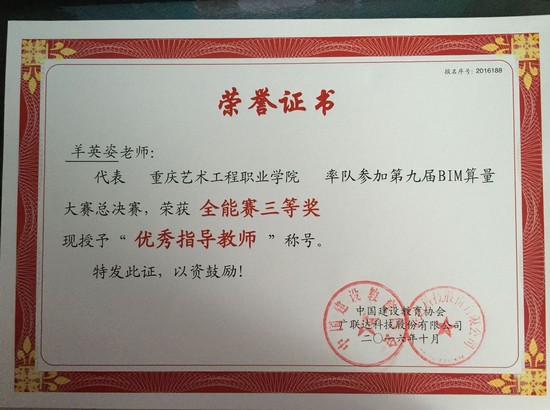 报名序号：2016188
荣誉证书
羊英姿老师：
代表 重庆艺术工程职业学院 率队参加第九届BIM算量
大赛总决赛，荣获 全能赛三等奖
现授予“ 优秀指导教师 ”称号。
特发此证，以资鼓励！
中国建设教育协会
广联达科技股份有限公司
二〇一六年十月